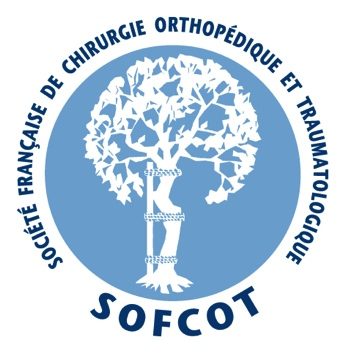 SOCIÉTÉ FRANÇAISE DE CHIRURGIE ORTHOPÉDIQUE ET TRAUMATOLOGIQUE
SOFCOT